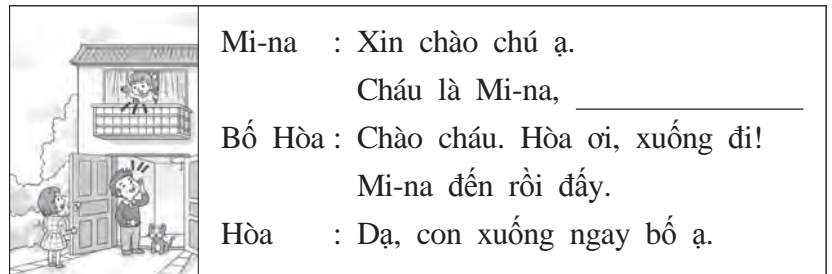 Mi-na : Xin chào chú ạ.
Cháu là Mi-na, ____________
Bố Hòa : Chào cháu. Hòa ơi, xuống đi!
Mi-na đến rồi đấy.
Hòa : Dạ, con xuống ngay bố ạ.